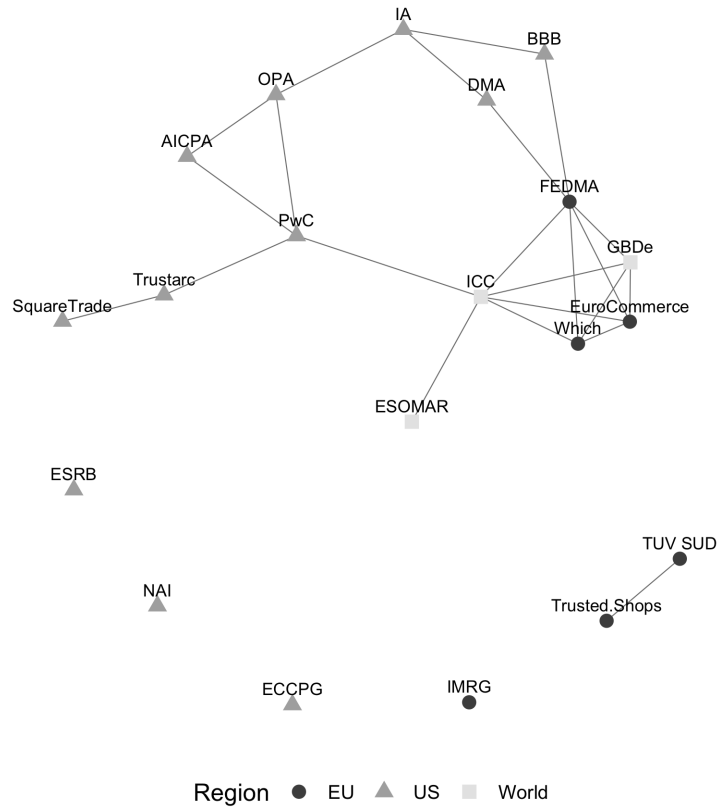 IA
BBB
OPA
DMA
AICPA
FEDMA
PwC
GBDe
Trustarc
ICC
SquareTrade
EuroCommerce
Which
ESOMAR
ESRB
TUV SUD
NAI
Trusted.Shops
ECCPG
IMRG
Region EU US World